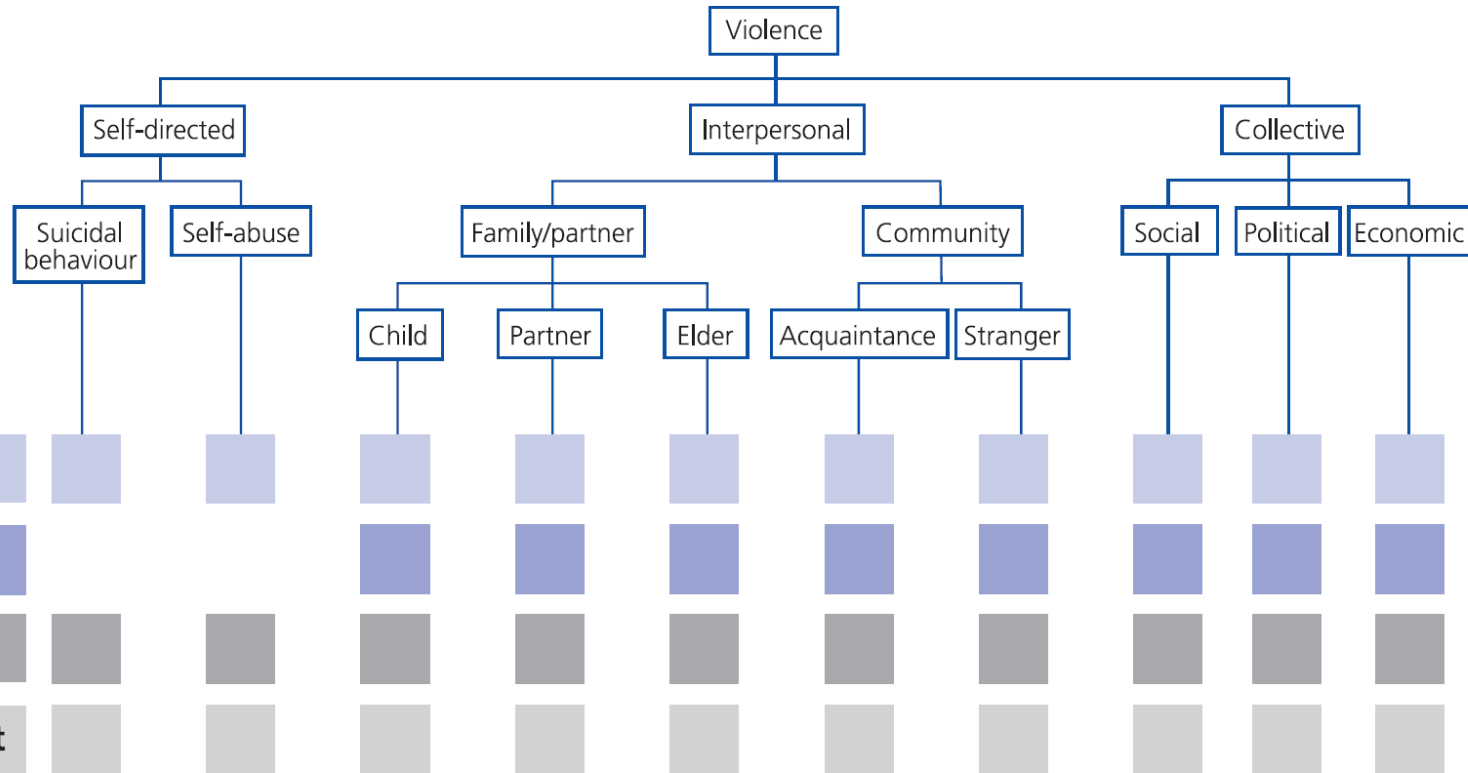 Violence
Self-directed
Interpersonal
Collective
Suicidal
behaviour
Self-abuse
Family/partner
Community
Social
Political
Economic
Child
Partner
Elder
Acquaintance
Stranger
t